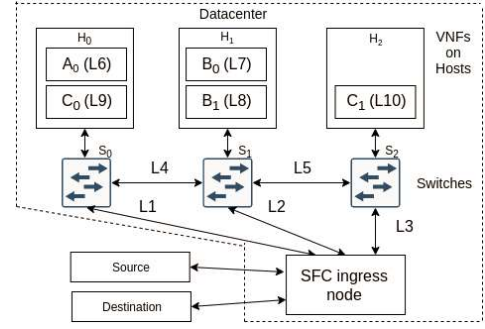 Datacenter
H₀
H₁
H₂
VNFs
on
Hosts
A₀ (L6)
B₀ (L7)
C₀ (L9)
B₁ (L8)
C₁ (L10)
S₀
S₁
S₂
L4
L5
Switches
L1
L2
L3
Source
SFC ingress
node
Destination